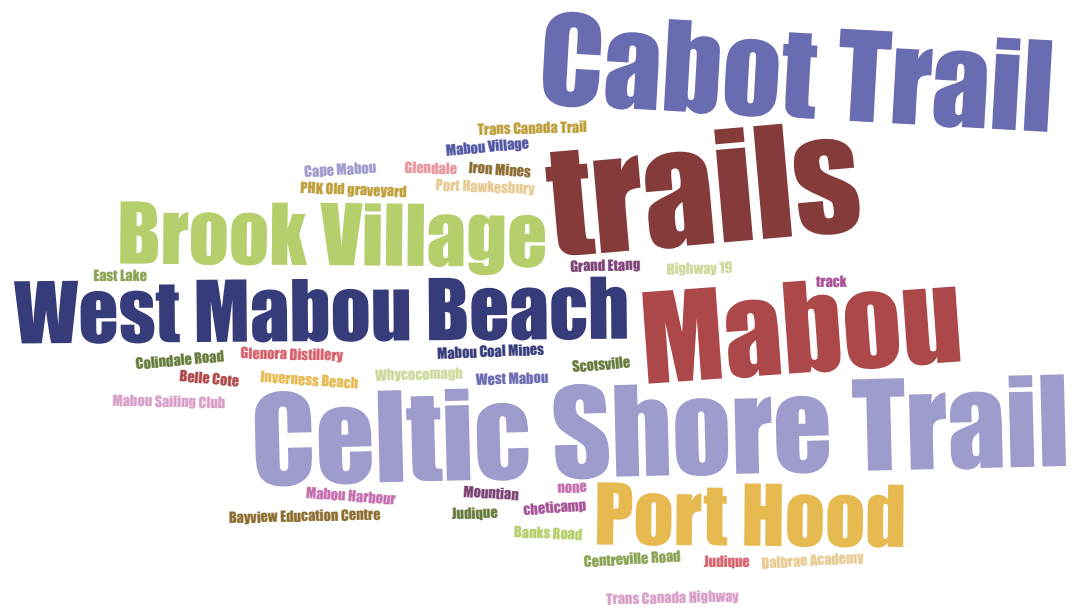 Cabot Trail
Trans Canada Trail
Mabou Village
trails
Cape Mabou
Glendale
Iron Mines
PHK Old graveyard
Port Hawkesbury
Brook Village
Grand Etang
Highway 19
East Lake
track
West Mabou Beach
Mabou
Colindale Road
Glenora Distillery
Mabou Coal Mines
Scotsville
Belle Cote
Inverness Beach
Whycocomagh
West Mabou
Mabou Sailing Club
Celtic Shore Trail
Mabou Harbour
Mountian
none
cheticamp
Port Hood
Bayview Education Centre
Judique
Banks Road
Centreville Road
Judique
Dalbrae Academy
Trans Canada Highway